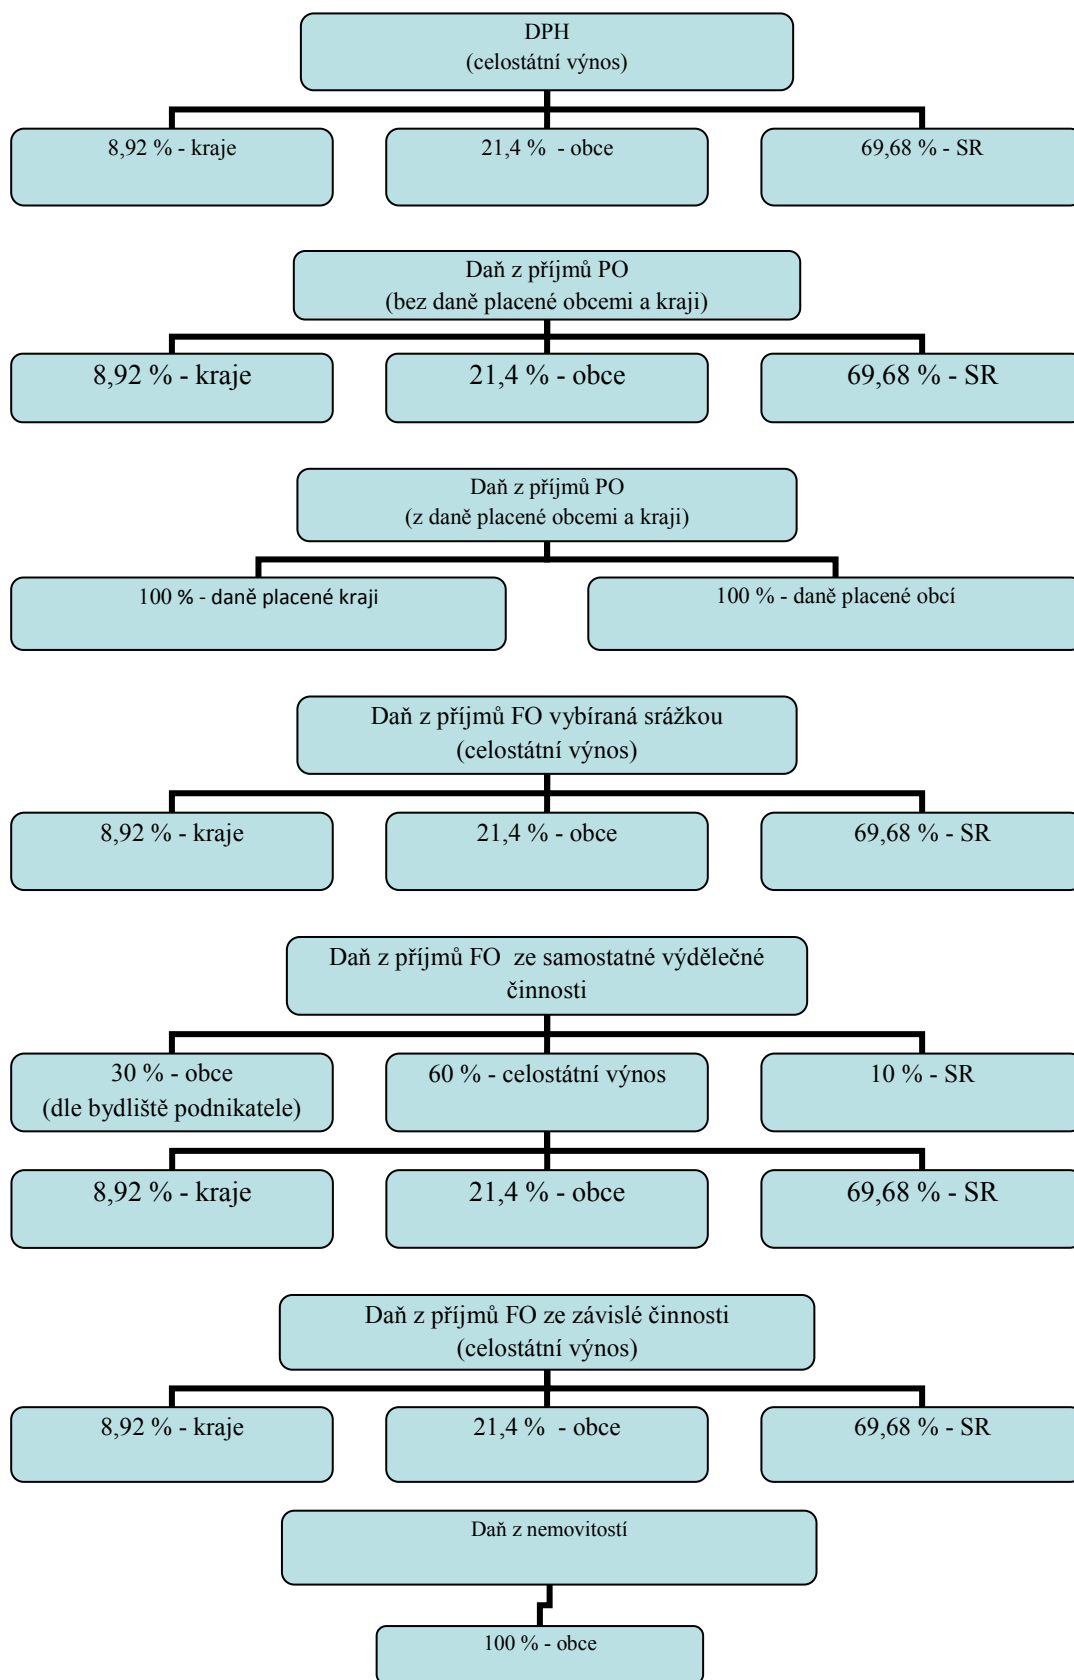 DPH
(celostátní výnos)
8,92 % - kraje
21,4 %  - obce
69,68 % - SR
Daň z příjmů PO
(bez daně placené obcemi a kraji)
8,92 % - kraje
21,4 % - obce
69,68 % - SR
Daň z příjmů PO
(z daně placené obcemi a kraji)
100 % - daně placené kraji
100 % - daně placené obcí
Daň z příjmů FO vybíraná srážkou
(celostátní výnos)
8,92 % - kraje
21,4 % - obce
69,68 % - SR
Daň z příjmů FO  ze samostatné výdělečné
činnosti
30 % - obce
(dle bydliště podnikatele)
60 % - celostátní výnos
10 % - SR
8,92 % - kraje
21,4 % - obce
69,68 % - SR
Daň z příjmů FO ze závislé činnosti
(celostátní výnos)
8,92 % - kraje
21,4 %  - obce
69,68 % - SR
Daň z nemovitostí
100 % - obce